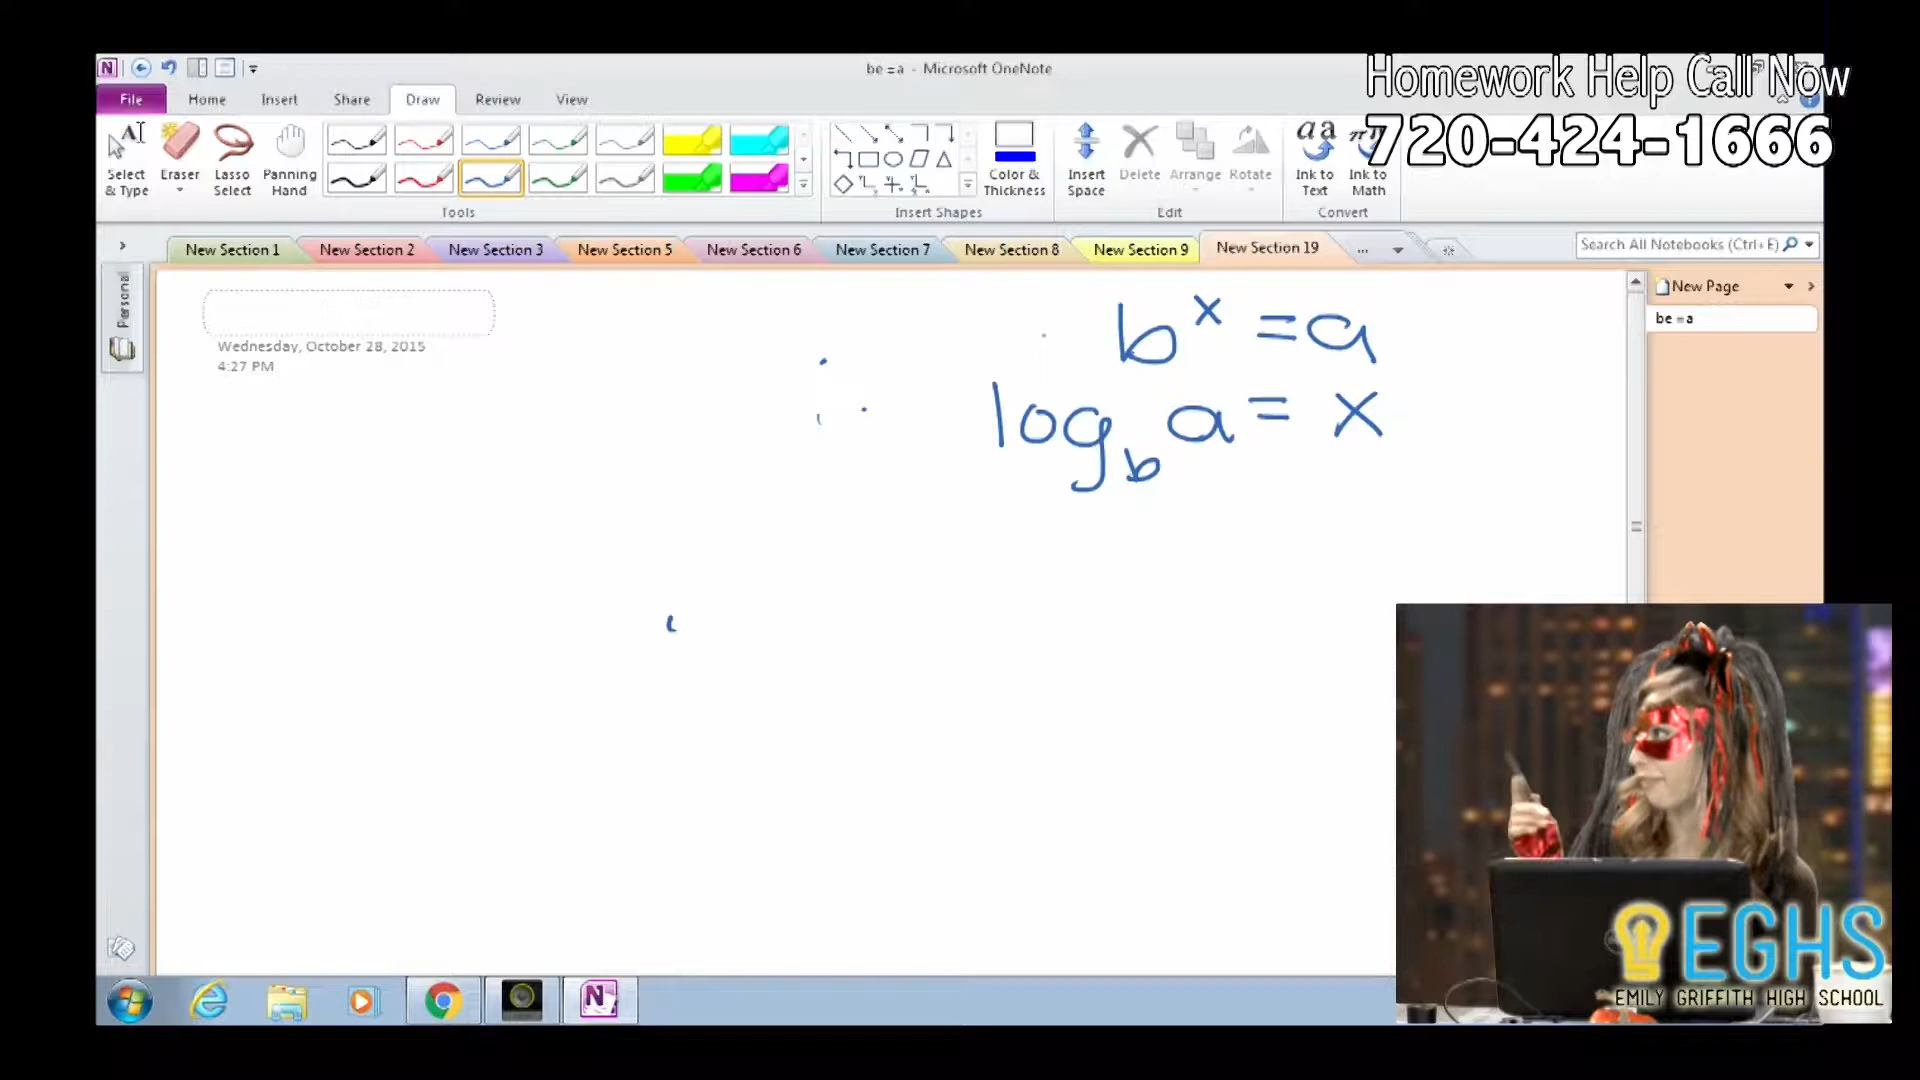 be =a - Microsoft OneNote
Homework Help Call Now
720-424-1666
File Home Insert Share Draw Review View
Select & Type
Eraser
Lasso Select
Panning Hand
Color & Thickness
Insert Space
Delete
Arrange
Rotate
Ink to Text
Ink to Math
Tools
Insert Shapes
Edit
Convert
New Section 1 New Section 2 New Section 3 New Section 5 New Section 6 New Section 7 New Section 8 New Section 9 New Section 19 ...
Search All Notebooks (Ctrl+E)
Personal
New Page
be =a
Wednesday, October 28, 2015
4:27 PM
b^x = a
log_b a = x
EGHS
EMILY GRIFFITH HIGH SCHOOL